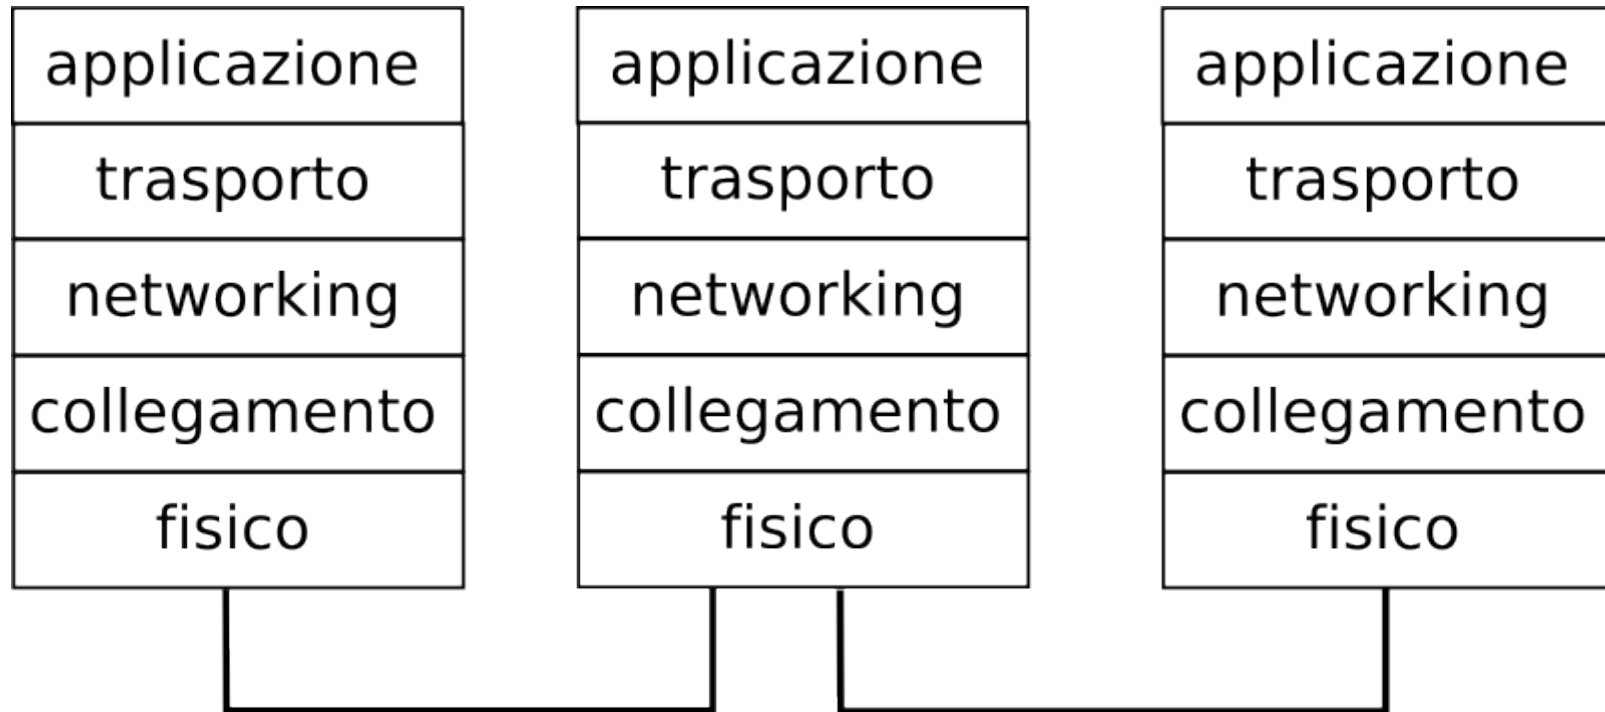 applicazione
trasporto
networking
collegamento
fisico
applicazione
trasporto
networking
collegamento
fisico
applicazione
trasporto
networking
collegamento
fisico